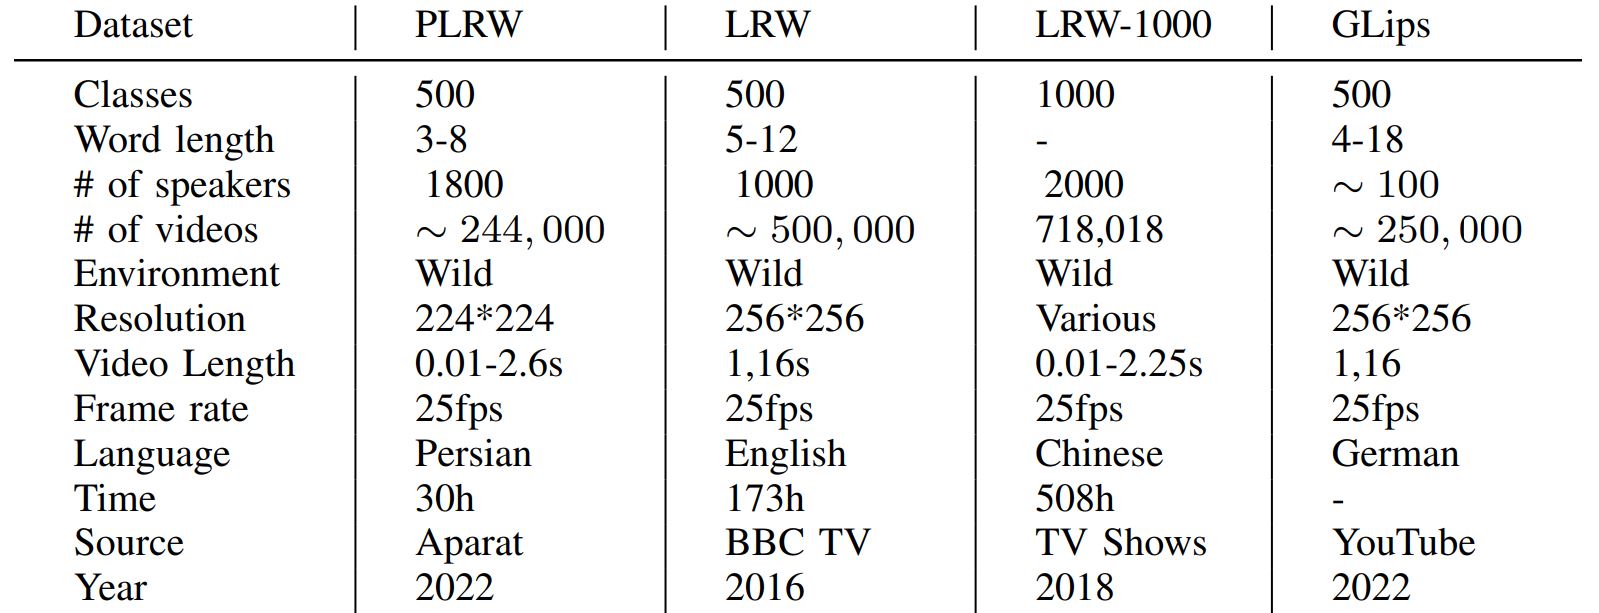 Dataset PLRW LRW LRW-1000 GLips
Classes 500 500 1000 500
Word length 3-8 5-12 - 4-18
# of speakers 1800 1000 2000 ∼ 100
# of videos ∼ 244, 000 ∼ 500, 000 718,018 ∼ 250, 000
Environment Wild Wild Wild Wild
Resolution 224*224 256*256 Various 256*256
Video Length 0.01-2.6s 1,16s 0.01-2.25s 1,16
Frame rate 25fps 25fps 25fps 25fps
Language Persian English Chinese German
Time 30h 173h 508h -
Source Aparat BBC TV TV Shows YouTube
Year 2022 2016 2018 2022